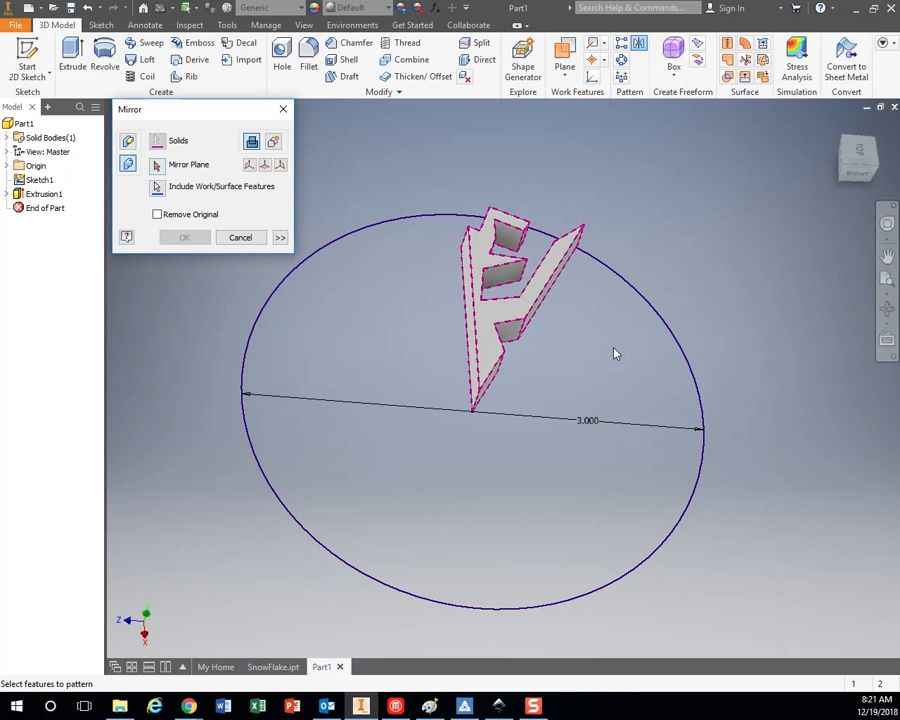 Generic
Default
Part1
Search Help & Commands...
Sign In
File
3D Model
Sketch
Annotate
Inspect
Tools
Manage
View
Environments
Get Started
Collaborate
Start
2D Sketch
Extrude
Revolve
Sweep
Loft
Coil
Emboss
Derive
Rib
Decal
Import
Create
Hole
Fillet
Chamfer
Shell
Draft
Thread
Combine
Thicken/ Offset
Split
Direct
Modify
Shape
Generator
Explore
Plane
Work Features
Pattern
Box
Create Freeform
Surface
Stress
Analysis
Simulation
Convert to
Sheet Metal
Convert
Model
Part1
Solid Bodies(1)
View: Master
Origin
Sketch1
Extrusion1
End of Part
Mirror
Solids
Mirror Plane
Include Work/Surface Features
Remove Original
OK
Cancel
>>
TOP
RIGHT
3.000
Z
X
My Home
SnowFlake.ipt
Part1
Select features to pattern
1
2
8:21 AM
12/19/2018